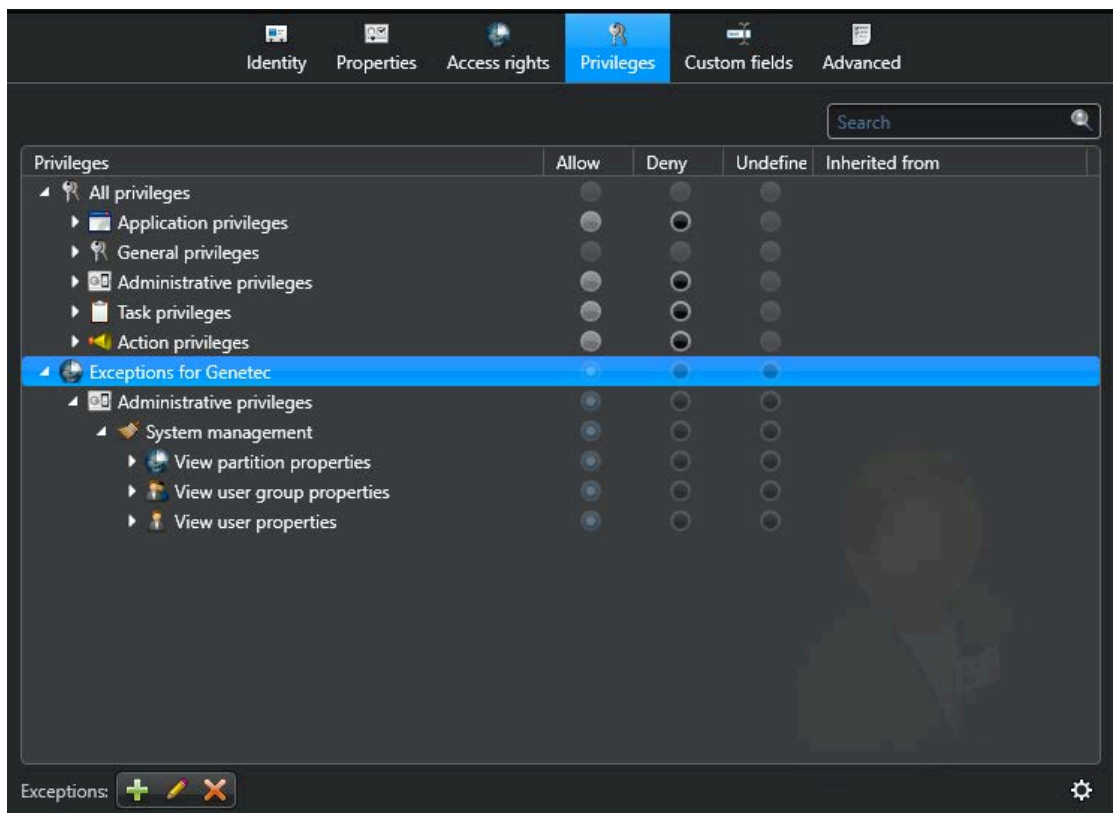 Identity Properties Access rights Privileges Custom fields Advanced
Search
Privileges Allow Deny Undefine Inherited from
All privileges
Application privileges
General privileges
Administrative privileges
Task privileges
Action privileges
Exceptions for Genetec
Administrative privileges
System management
View partition properties
View user group properties
View user properties
Exceptions: